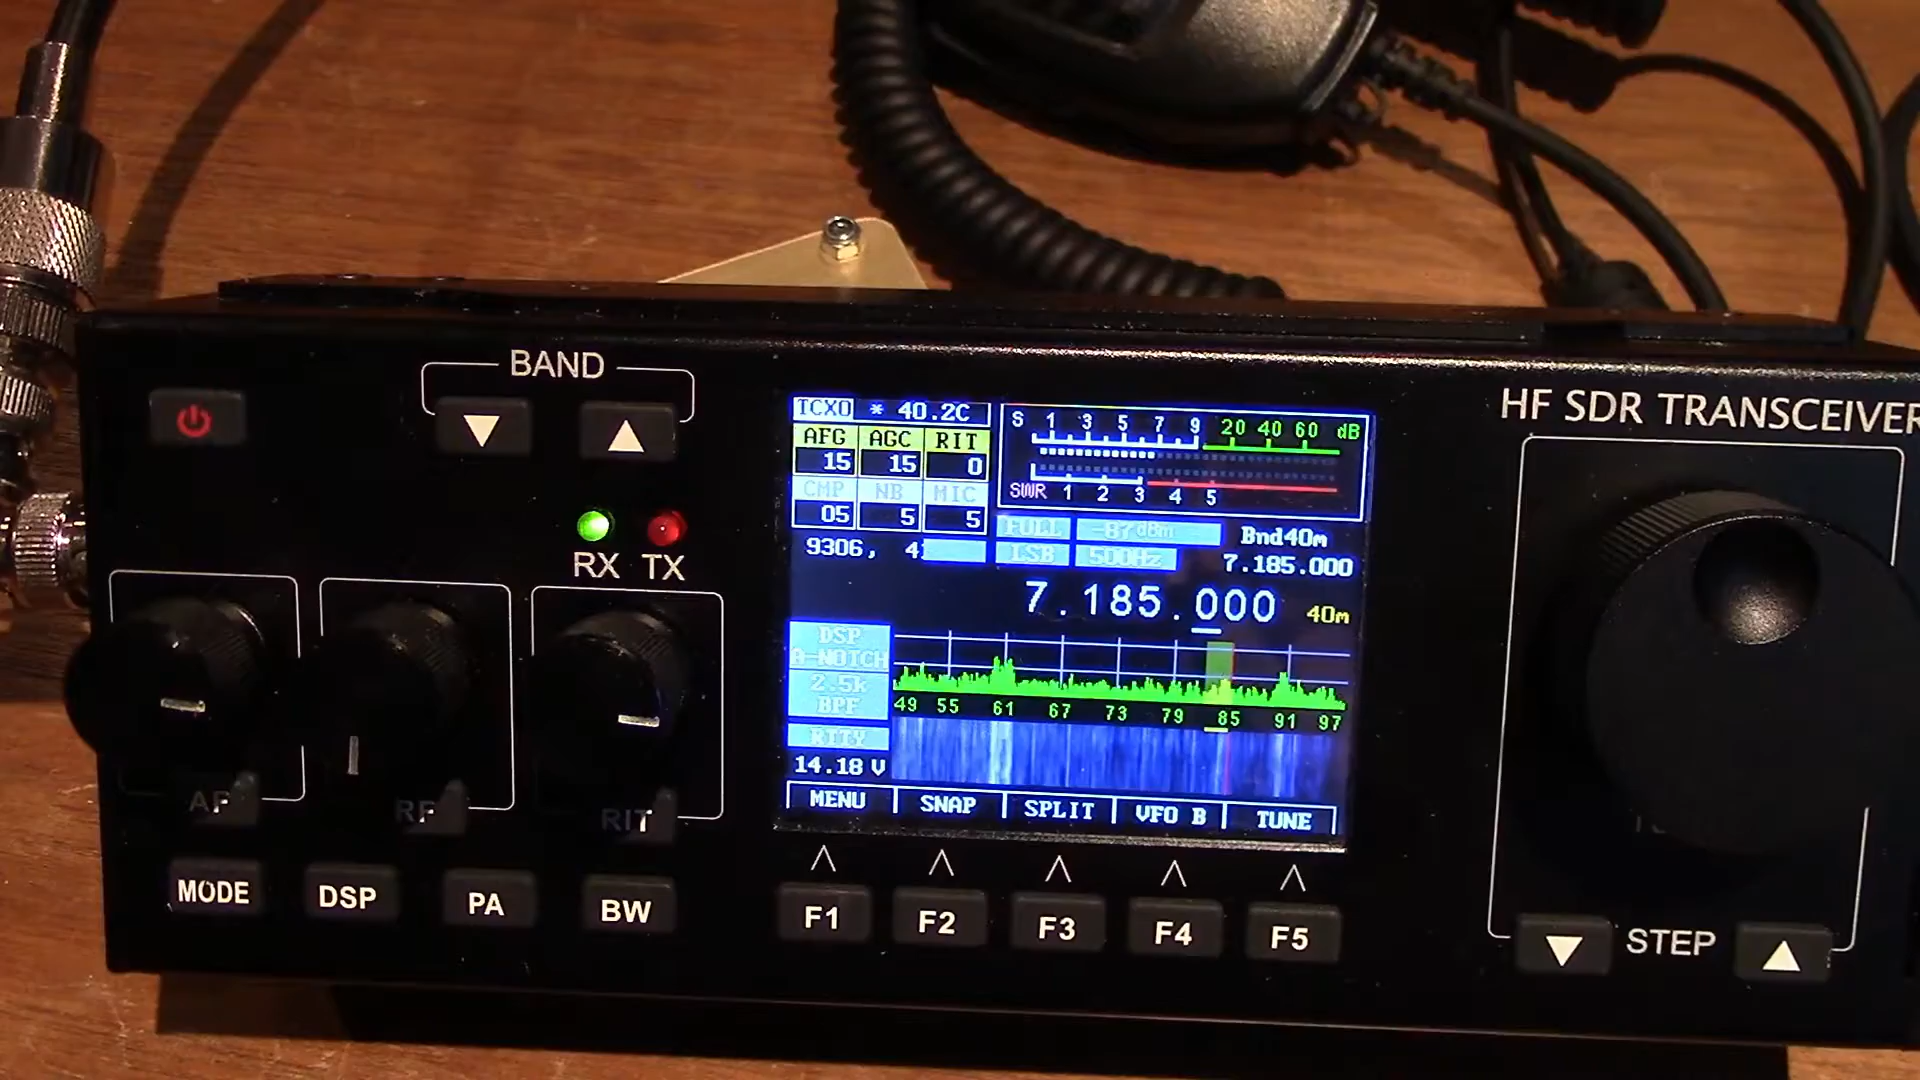 BAND
HF SDR TRANSCEIVER
TCXO * 40.2C
AFG AGC RIT
15 15 0
CMP NB MIC
05 5 5
S 1 3 5 7 9 20 40 60 dB
SWR 1 2 3 4 5
FULL -87dBm Bnd40m
9306,
LSB 500Hz 7.185.000
7.185.000 40m
RX TX
DSP
A-NOTCH
2.5k
BPF
49 55 61 67 73 79 85 91 97
14.18 V
MENU SNAP SPLIT VFO B TUNE
AF RF RIT
MODE DSP PA BW
F1 F2 F3 F4 F5
STEP